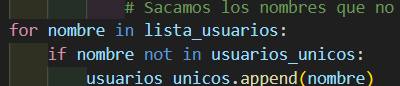 # Sacamos los nombres que no
for nombre in lista_usuarios:
if nombre not in usuarios_unicos:
usuarios_unicos.append(nombre)